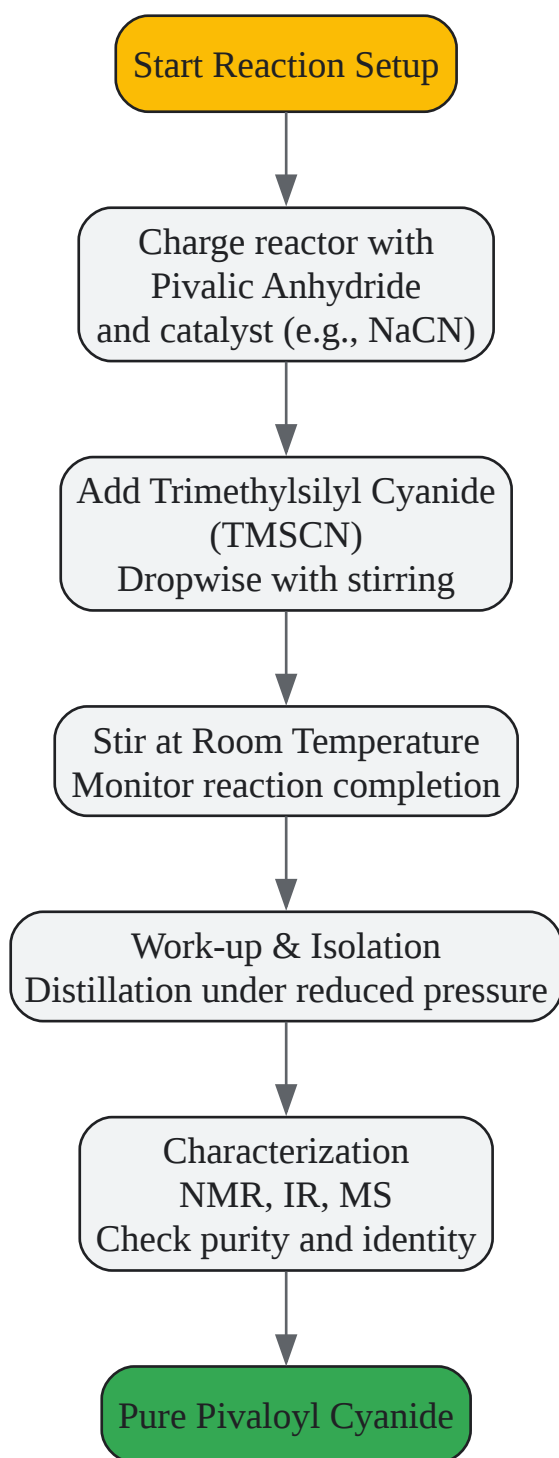 Start Reaction Setup
Charge reactor with
Pivalic Anhydride
and catalyst (e.g., NaCN)
Add Trimethylsilyl Cyanide
(TMSCN)
Dropwise with stirring
Stir at Room Temperature
Monitor reaction completion
Work-up & Isolation
Distillation under reduced pressure
Characterization
NMR, IR, MS
Check purity and identity
Pure Pivaloyl Cyanide